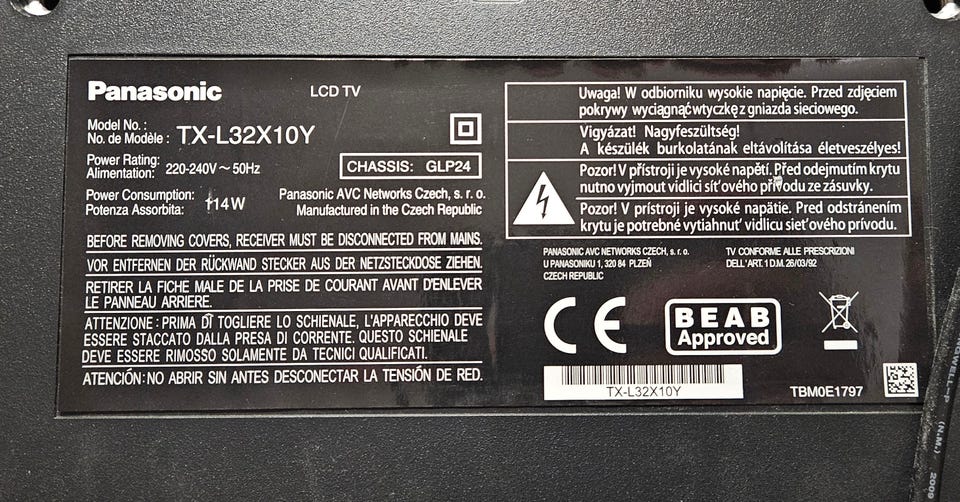 Panasonic
LCD TV
Model No. :
No. de Modèle : TX-L32X10Y
Power Rating:
Alimentation: 220-240V ~ 50Hz
CHASSIS: GLP24
Power Consumption:
Potenza Assorbita: 114 W
Panasonic AVC Networks Czech, s. r. o.
Manufactured in the Czech Republic
BEFORE REMOVING COVERS, RECEIVER MUST BE DISCONNECTED FROM MAINS.
VOR ENTFERNEN DER RÜCKWAND STECKER AUS DER NETZSTECKDOSE ZIEHEN.
RETIRER LA FICHE MALE DE LA PRISE DE COURANT AVANT D'ENLEVER
LE PANNEAU ARRIERE.
ATTENZIONE : PRIMA DI TOGLIERE LO SCHIENALE, L'APPARECCHIO DEVE
ESSERE STACCATO DALLA PRESA DI CORRENTE. QUESTO SCHIENALE
DEVE ESSERE RIMOSSO SOLAMENTE DA TECNICI QUALIFICATI.
ATENCIÓN : NO ABRIR SIN ANTES DESCONECTAR LA TENSIÓN DE RED.
Uwaga! W odbiorniku wysokie napięcie. Przed zdjęciem
pokrywy wyciągnąć wtyczkę z gniazda sieciowego.
Vigyázat! Nagyfeszültség!
A készülék burkolatának eltávolítása életveszélyes!
Pozor! V přístroji je vysoké napětí. Před odejmutím krytu
nutno vyjmout vidlici síťového přívodu ze zásuvky.
Pozor! V prístroji je vysoké napätie. Pred odstránením
krytu je potrebné vytiahnuť vidlicu sieťového prívodu.
PANASONIC AVC NETWORKS CZECH, s. r. o.
U PANASONIKU 1, 320 84 PLZEŇ
CZECH REPUBLIC
TV CONFORME ALLE PRESCRIZIONI
DELL'ART. 1 D.M. 26/03/92
CE
BEAB
Approved
TX-L32X10Y
TBM0E1797
(N.M.) 2009